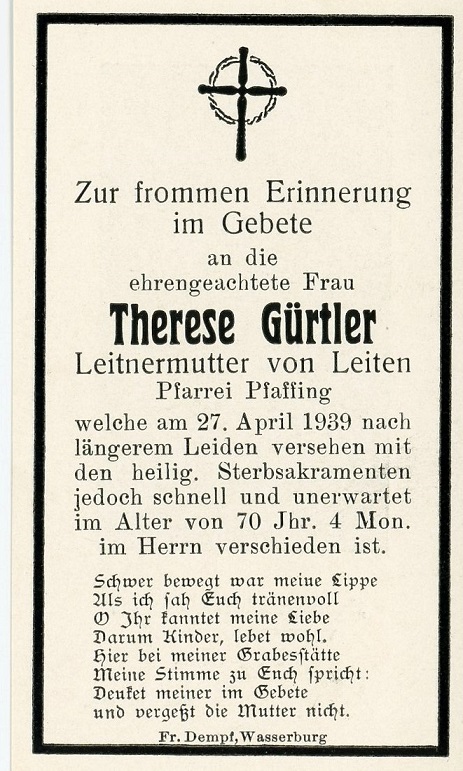 Zur frommen Erinnerung
im Gebete
an die
ehrengeachtete Frau
Therese Gürtler
Leitnermutter von Leiten
Pfarrei Pfaffing
welche am 27. April 1939 nach
längerem Leiden versehen mit
den heilig. Sterbsakramenten
jedoch schnell und unerwartet
im Alter von 70 Jhr. 4 Mon.
im Herrn verschieden ist.
Schwer bewegt war meine Lippe
Als ich sah Euch tränenvoll
O Ihr kanntet meine Liebe
Darum Kinder, lebet wohl.
Hier bei meiner Grabesstätte
Meine Stimme zu Euch spricht:
Denket meiner im Gebete
und vergeßt die Mutter nicht.
Fr. Dempf, Wasserburg